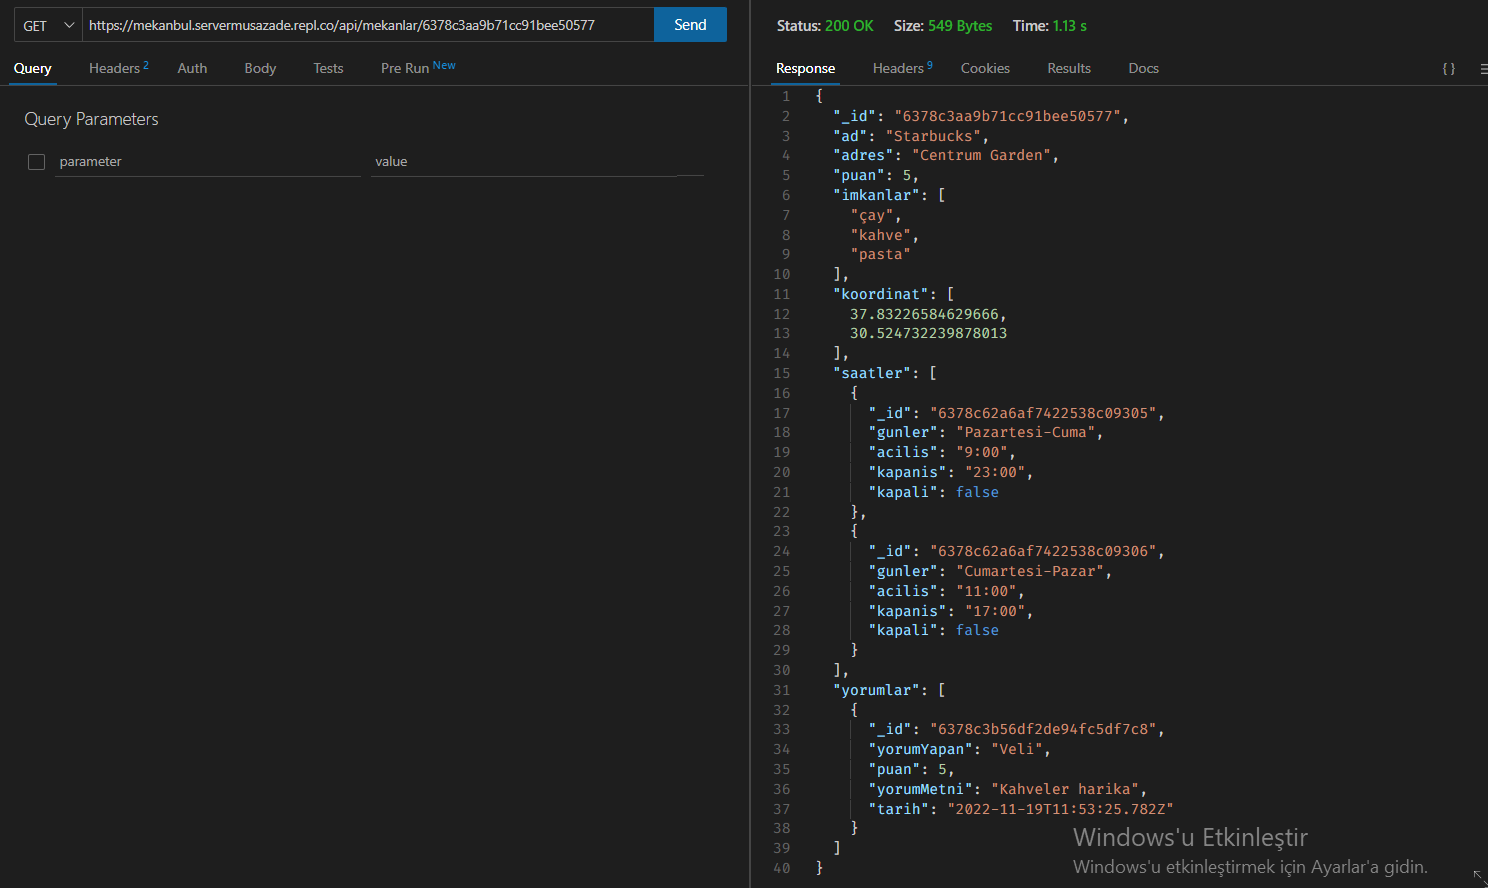 GET https://mekanbul.servermusazade.repl.co/api/mekanlar/6378c3aa9b71cc91bee50577 Send
Query Headers 2 Auth Body Tests Pre Run New
Query Parameters
parameter value
Status: 200 OK Size: 549 Bytes Time: 1.13 s
Response Headers 9 Cookies Results Docs { }
1 {
2 "_id": "6378c3aa9b71cc91bee50577",
3 "ad": "Starbucks",
4 "adres": "Centrum Garden",
5 "puan": 5,
6 "imkanlar": [
7 "çay",
8 "kahve",
9 "pasta"
10 ],
11 "koordinat": [
12 37.83226584629666,
13 30.524732239878013
14 ],
15 "saatler": [
16 {
17 "_id": "6378c62a6af7422538c09305",
18 "gunler": "Pazartesi-Cuma",
19 "acilis": "9:00",
20 "kapanis": "23:00",
21 "kapali": false
22 },
23 {
24 "_id": "6378c62a6af7422538c09306",
25 "gunler": "Cumartesi-Pazar",
26 "acilis": "11:00",
27 "kapanis": "17:00",
28 "kapali": false
29 }
30 ],
31 "yorumlar": [
32 {
33 "_id": "6378c3b56df2de94fc5df7c8",
34 "yorumYapan": "Veli",
35 "puan": 5,
36 "yorumMetni": "Kahveler harika",
37 "tarih": "2022-11-19T11:53:25.782Z"
38 }
39 ]
40 }
Windows'u Etkinleştir
Windows'u etkinleştirmek için Ayarlar'a gidin.